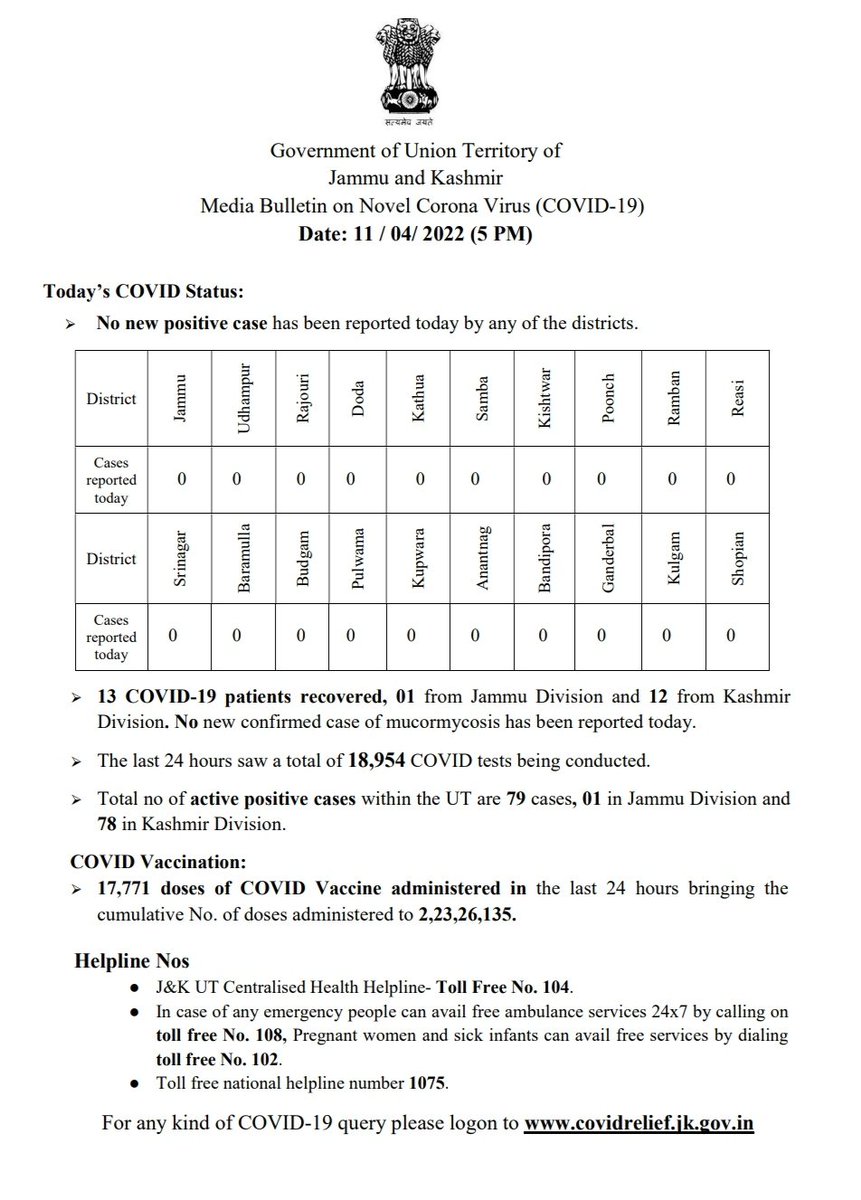 सत्यमेव जयते
Government of Union Territory of
Jammu and Kashmir
Media Bulletin on Novel Corona Virus (COVID-19)
Date: 11 / 04/ 2022 (5 PM)
Today’s COVID Status:
➢ No new positive case has been reported today by any of the districts.
District Jammu Udhampur Rajouri Doda Kathua Samba Kishtwar Poonch Ramban Reasi
Cases
reported
today
0 0 0 0 0 0 0 0 0 0
District Srinagar Baramulla Budgam Pulwama Kupwara Anantnag Bandipora Ganderbal Kulgam Shopian
Cases
reported
today
0 0 0 0 0 0 0 0 0 0
➢ 13 COVID-19 patients recovered, 01 from Jammu Division and 12 from Kashmir
Division. No new confirmed case of mucormycosis has been reported today.
➢ The last 24 hours saw a total of 18,954 COVID tests being conducted.
➢ Total no of active positive cases within the UT are 79 cases, 01 in Jammu Division and
78 in Kashmir Division.
COVID Vaccination:
➢ 17,771 doses of COVID Vaccine administered in the last 24 hours bringing the
cumulative No. of doses administered to 2,23,26,135.
Helpline Nos
● J&K UT Centralised Health Helpline- Toll Free No. 104.
● In case of any emergency people can avail free ambulance services 24x7 by calling on
toll free No. 108, Pregnant women and sick infants can avail free services by dialing
toll free No. 102.
● Toll free national helpline number 1075.
For any kind of COVID-19 query please logon to www.covidrelief.jk.gov.in